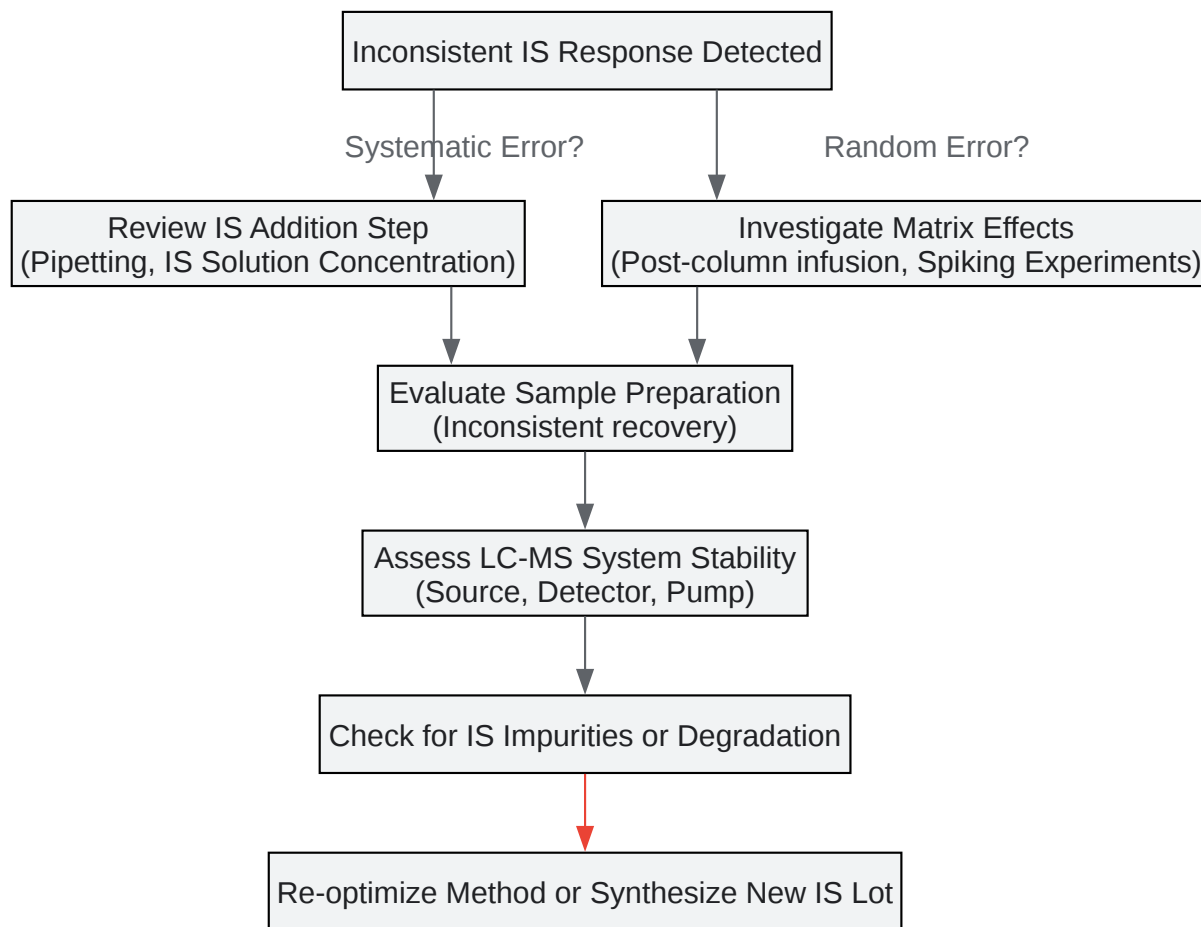 Inconsistent IS Response Detected
Systematic Error?
Random Error?
Review IS Addition Step
(Pipetting, IS Solution Concentration)
Investigate Matrix Effects
(Post-column infusion, Spiking Experiments)
Evaluate Sample Preparation
(Inconsistent recovery)
Assess LC-MS System Stability
(Source, Detector, Pump)
Check for IS Impurities or Degradation
Re-optimize Method or Synthesize New IS Lot